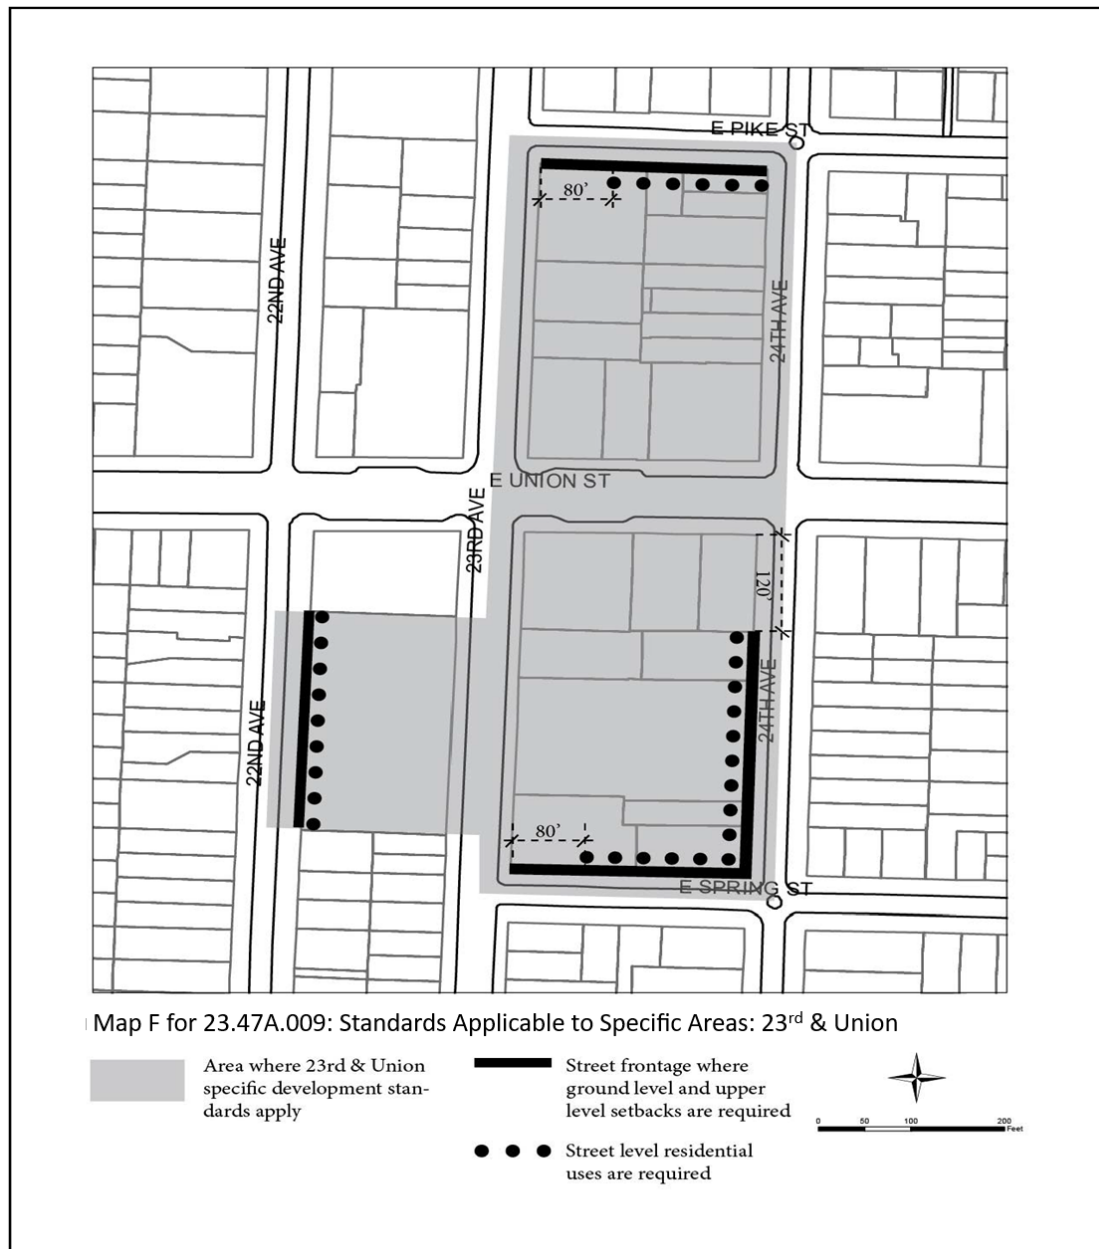 E PIKE ST
80'
22ND AVE
24TH AVE
E UNION ST
23RD AVE
120'
24TH AVE
22ND AVE
80'
E SPRING ST
Map F for 23.47A.009: Standards Applicable to Specific Areas: 23rd & Union
Area where 23rd & Union
specific development stan-
dards apply
Street frontage where
ground level and upper
level setbacks are required
Street level residential
uses are required
0 50 100 200
Feet